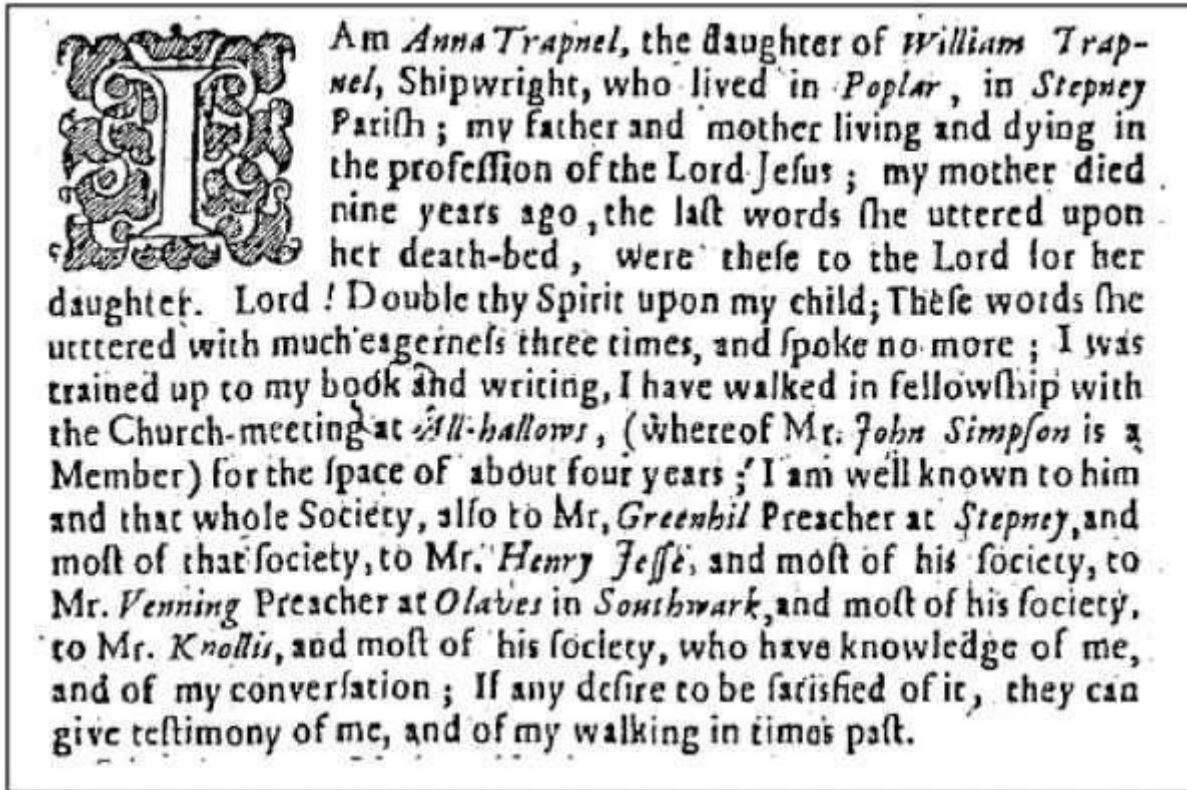 I Am Anna Trapnel, the daughter of William Trap-
nel, Shipwright, who lived in Poplar, in Stepney
Pariſh; my father and mother living and dying in
the profeſſion of the Lord Jeſus; my mother died
nine years ago, the laſt words ſhe uttered upon
her death-bed, were theſe to the Lord for her
daughter. Lord! Double thy Spirit upon my child; Theſe words ſhe
utttered with much eagerneſs three times, and ſpoke no more; I was
trained up to my book and writing, I have walked in fellowſhip with
the Church-meeting at All-hallows, (whereof Mr. John Simpſon is a
Member) for the ſpace of about four years; I am well known to him
and that whole Society, alſo to Mr, Greenhil Preacher at Stepney, and
moſt of that ſociety, to Mr. Henry Jeſſe, and moſt of his ſociety, to
Mr. Venning Preacher at Olaves in Southwark, and moſt of his ſociety,
to Mr. Knollis, and moſt of his ſociety, who have knowledge of me,
and of my converſation; If any deſire to be ſatisfied of it, they can
give teſtimony of me, and of my walking in times paſt.